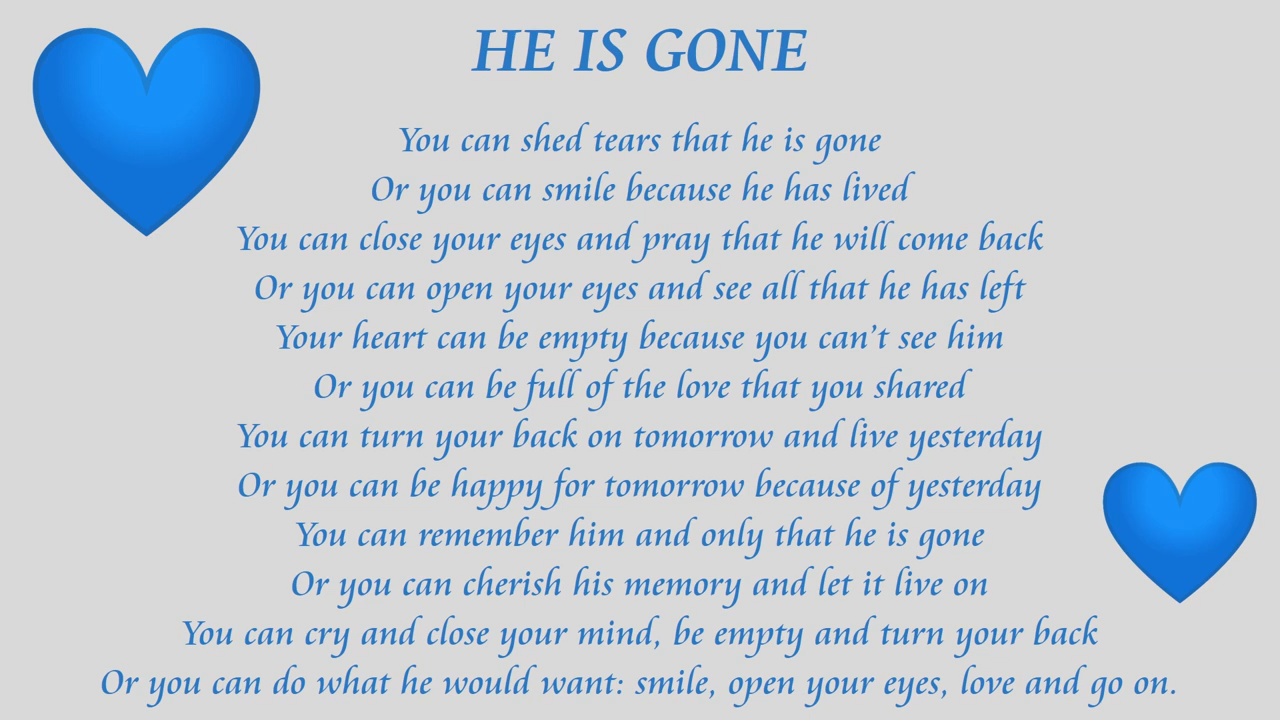 HE IS GONE
You can shed tears that he is gone
Or you can smile because he has lived
You can close your eyes and pray that he will come back
Or you can open your eyes and see all that he has left
Your heart can be empty because you can’t see him
Or you can be full of the love that you shared
You can turn your back on tomorrow and live yesterday
Or you can be happy for tomorrow because of yesterday
You can remember him and only that he is gone
Or you can cherish his memory and let it live on
You can cry and close your mind, be empty and turn your back
Or you can do what he would want: smile, open your eyes, love and go on.